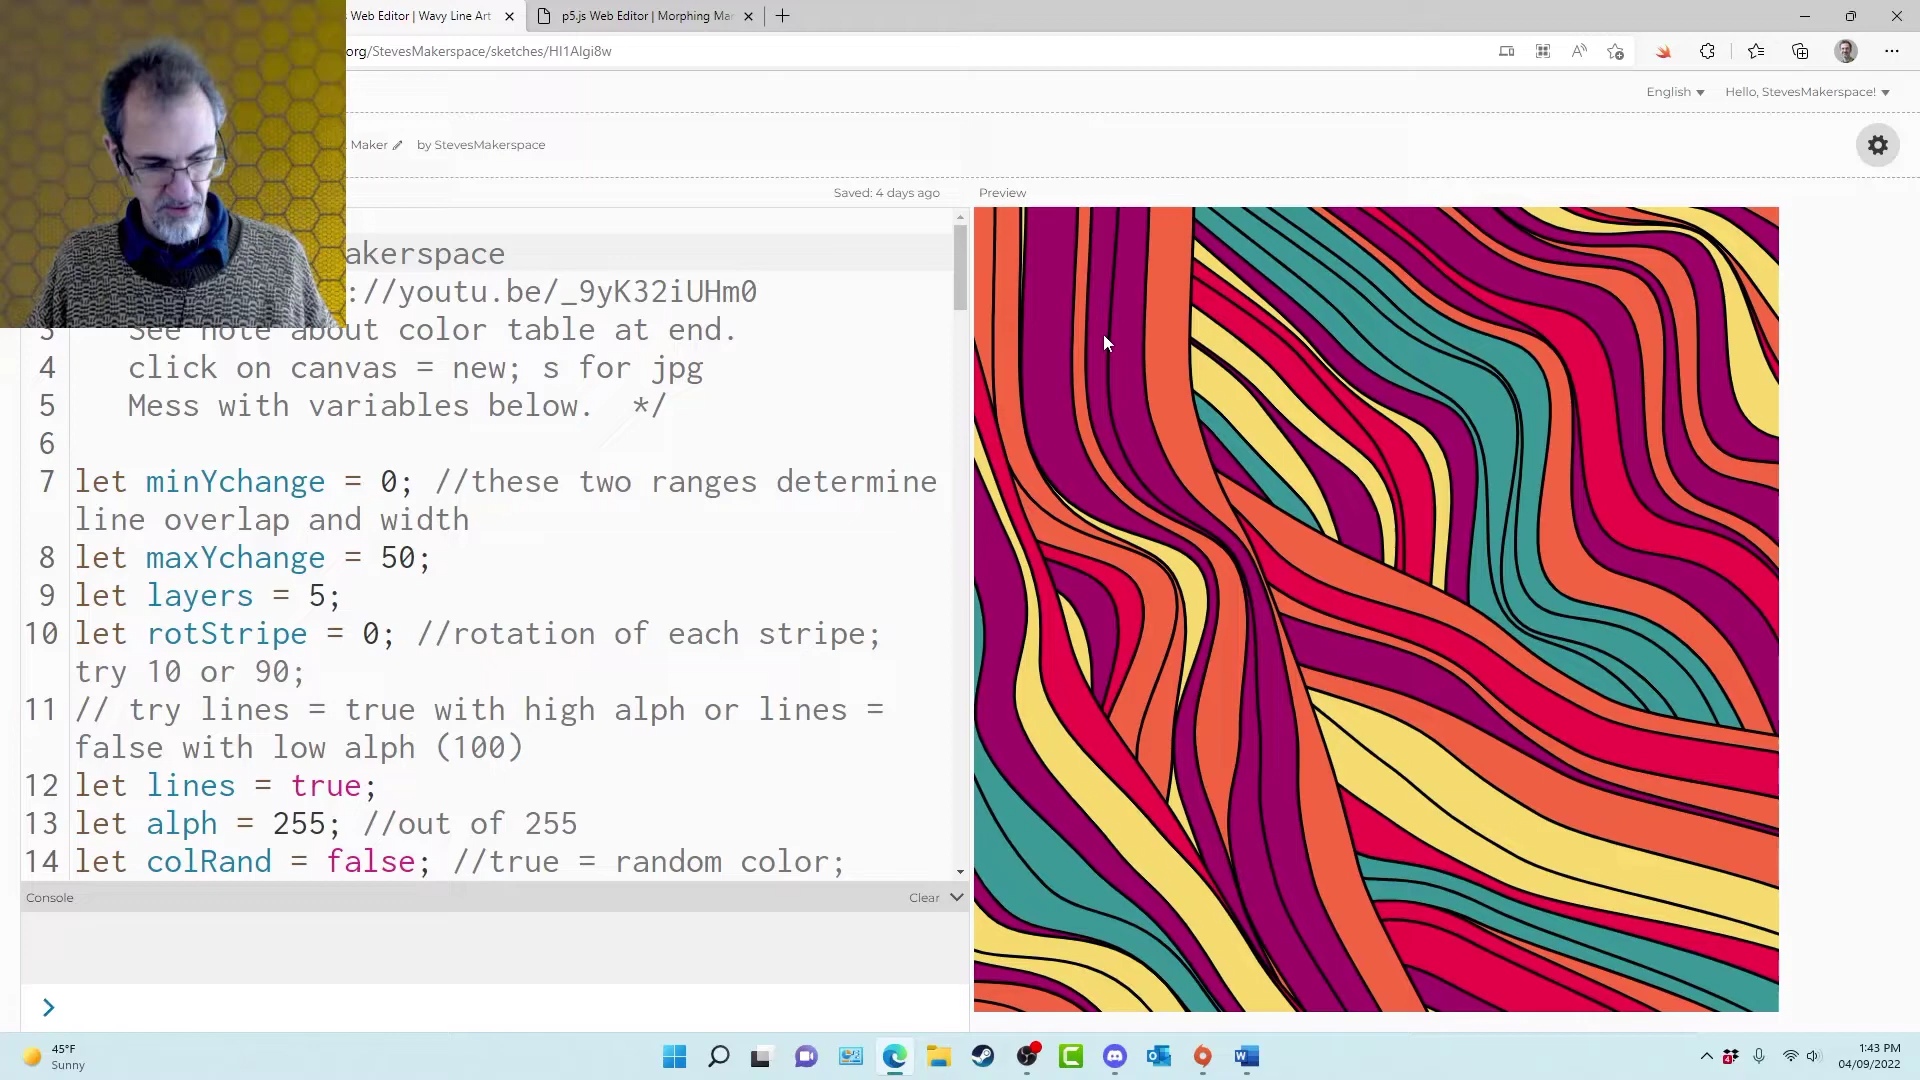 s Web Editor | Wavy Line Art
p5.js Web Editor | Morphing Mar
org/StevesMakerspace/sketches/HI1Algi8w
English
Hello, StevesMakerspace!
Maker
by StevesMakerspace
Saved: 4 days ago
Preview
akerspace
://youtu.be/_9yK32iUHm0
3 See note about color table at end.
4 click on canvas = new; s for jpg
5 Mess with variables below. */
6
7 let minYchange = 0; //these two ranges determine
line overlap and width
8 let maxYchange = 50;
9 let layers = 5;
10 let rotStripe = 0; //rotation of each stripe;
try 10 or 90;
11 // try lines = true with high alph or lines =
false with low alph (100)
12 let lines = true;
13 let alph = 255; //out of 255
14 let colRand = false; //true = random color;
Console
Clear
45°F
Sunny
1:43 PM
04/09/2022